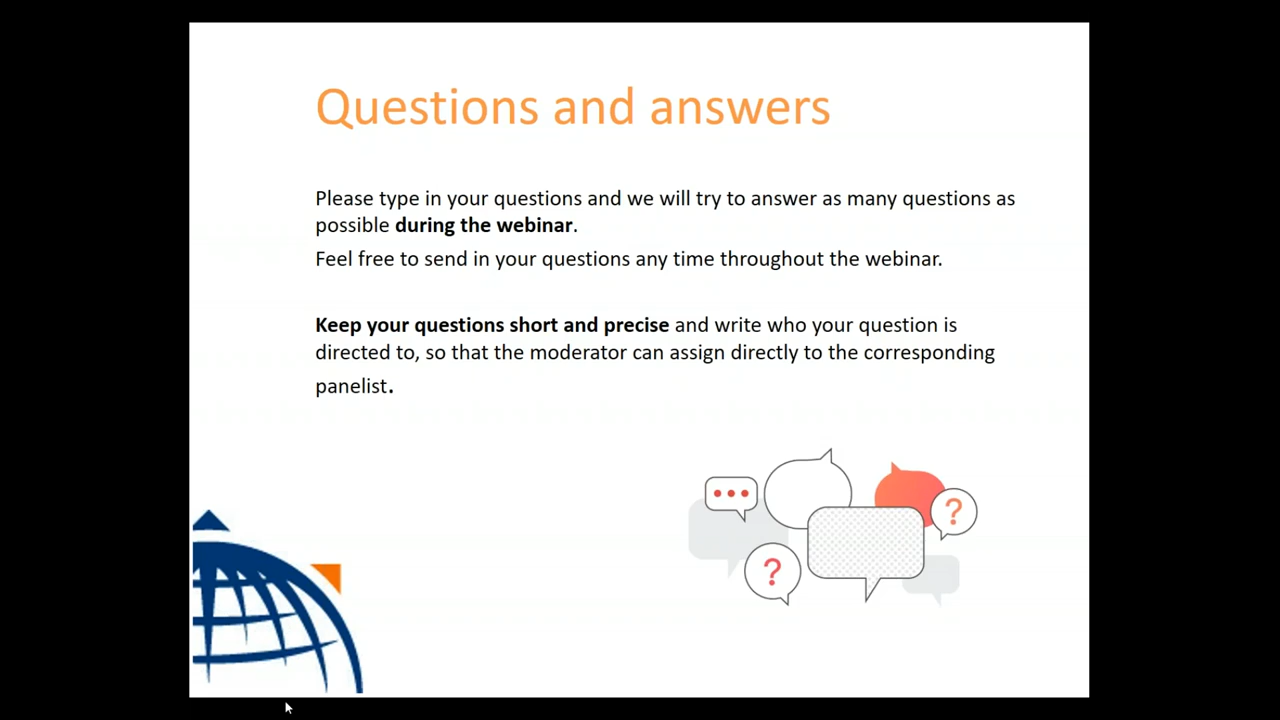 Questions and answers
Please type in your questions and we will try to answer as many questions as
possible during the webinar.
Feel free to send in your questions any time throughout the webinar.
Keep your questions short and precise and write who your question is
directed to, so that the moderator can assign directly to the corresponding
panelist.
?
?